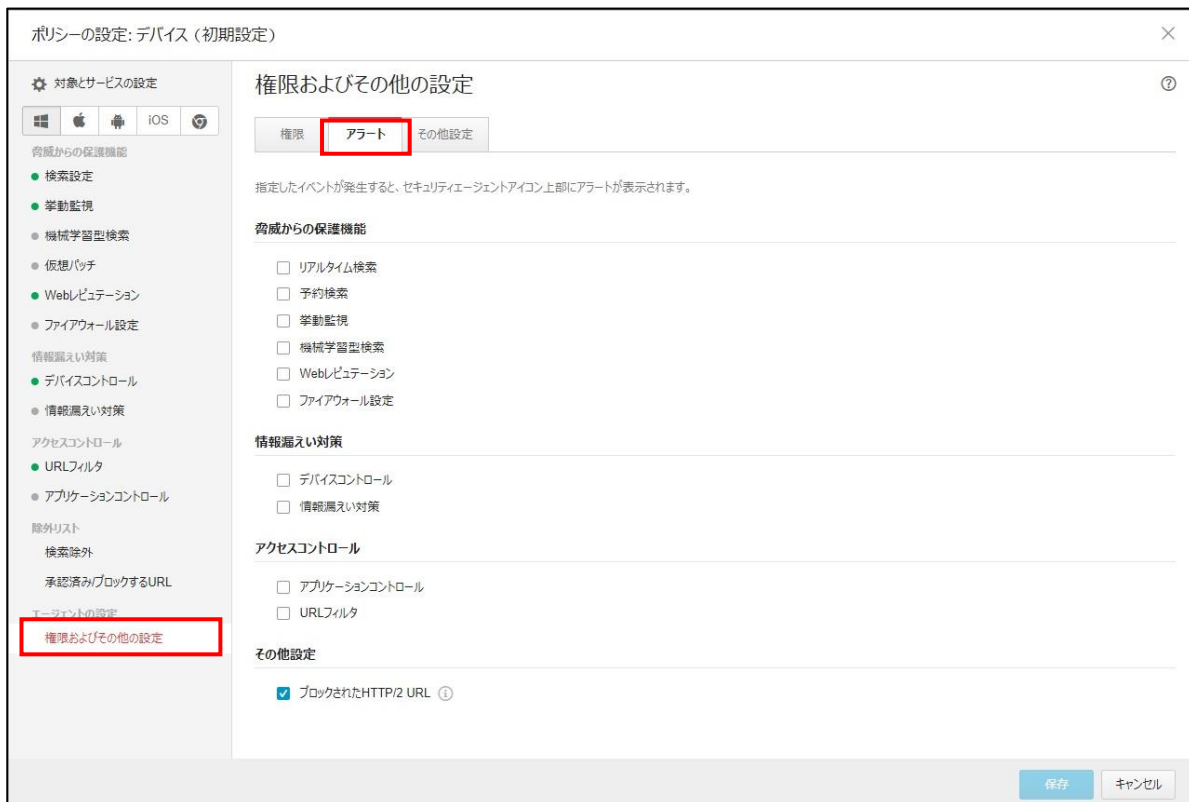 ポリシーの設定: デバイス (初期設定)
対象とサービスの設定
iOS
脅威からの保護機能
検索設定
挙動監視
機械学習型検索
仮想パッチ
Webレピュテーション
ファイアウォール設定
情報漏えい対策
デバイスコントロール
情報漏えい対策
アクセスコントロール
URLフィルタ
アプリケーションコントロール
除外リスト
検索除外
承認済み/ブロックするURL
エージェントの設定
権限およびその他の設定
権限およびその他の設定
権限 アラート その他設定
指定したイベントが発生すると、セキュリティエージェントアイコン上部にアラートが表示されます。
脅威からの保護機能
リアルタイム検索
予約検索
挙動監視
機械学習型検索
Webレピュテーション
ファイアウォール設定
情報漏えい対策
デバイスコントロール
情報漏えい対策
アクセスコントロール
アプリケーションコントロール
URLフィルタ
その他設定
ブロックされたHTTP/2 URL
保存 キャンセル